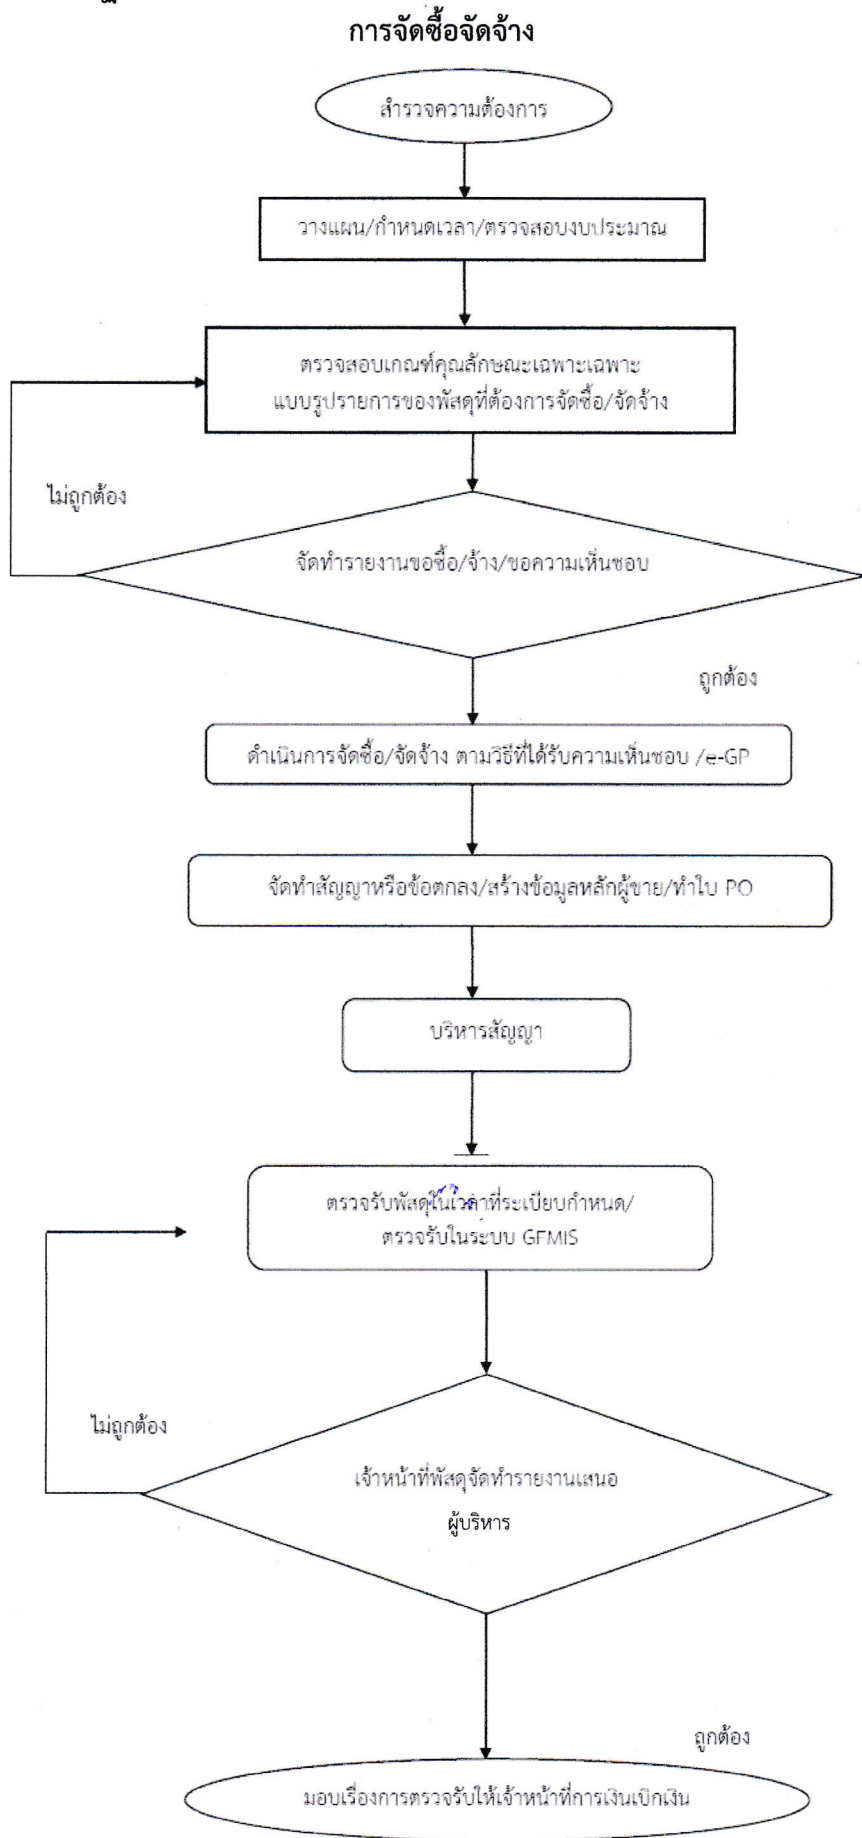 การจัดซื้อจัดจ้าง
สำรวจความต้องการ
วางแผน/กำหนดเวลา/ตรวจสอบงบประมาณ
ตรวจสอบเกณฑ์คุณลักษณะเฉพาะเฉพาะ
แบบรูปรายการของพัสดุที่ต้องการจัดซื้อ/จัดจ้าง
ไม่ถูกต้อง
จัดทำรายงานขอซื้อ/จ้าง/ขอความเห็นชอบ
ถูกต้อง
ดำเนินการจัดซื้อ/จัดจ้าง ตามวิธีที่ได้รับความเห็นชอบ /e-GP
จัดทำสัญญาหรือข้อตกลง/สร้างข้อมูลหลักผู้ขาย/ทำใบ PO
บริหารสัญญา
ตรวจรับพัสดุในเวลาที่ระเบียบกำหนด/
ตรวจรับในระบบ GFMIS
ไม่ถูกต้อง
เจ้าหน้าที่พัสดุจัดทำรายงานเสนอ
ผู้บริหาร
ถูกต้อง
มอบเรื่องการตรวจรับให้เจ้าหน้าที่การเงินเบิกเงิน